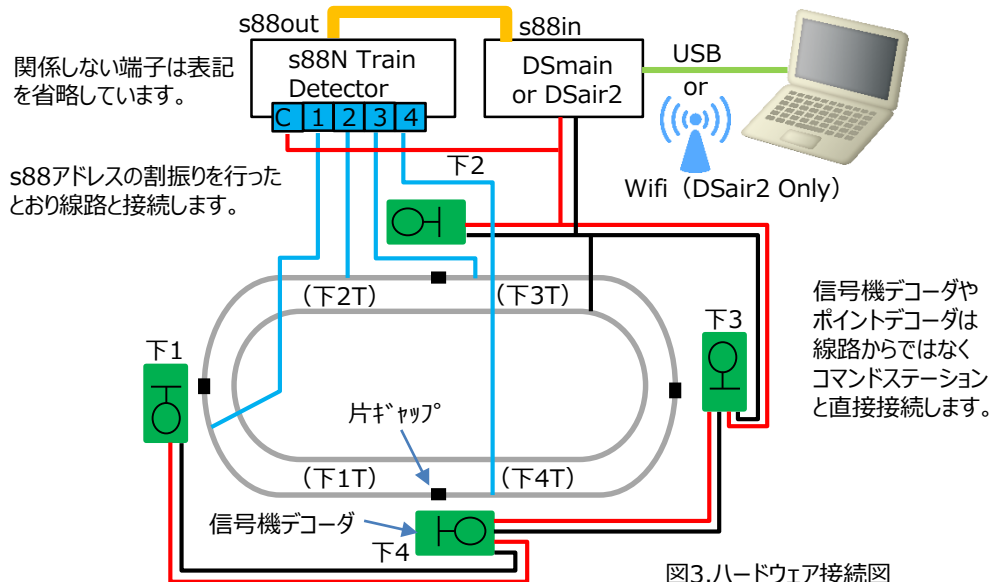 s88out
s88in
関係しない端子は表記
を省略しています。
s88N Train
Detector
C 1 2 3 4
DSmain
or DSair2
USB
or
Wifi（DSair2 Only）
s88アドレスの割振りを行った
とおり線路と接続します。
下2
（下2T）
（下3T）
下1
下3
信号機デコーダや
ポイントデコーダは
線路からではなく
コマンドステーション
と直接接続します。
片ｷﾞｬｯﾌﾟ
（下1T）
（下4T）
信号機デコーダ
下4
図3.ハードウェア接続図